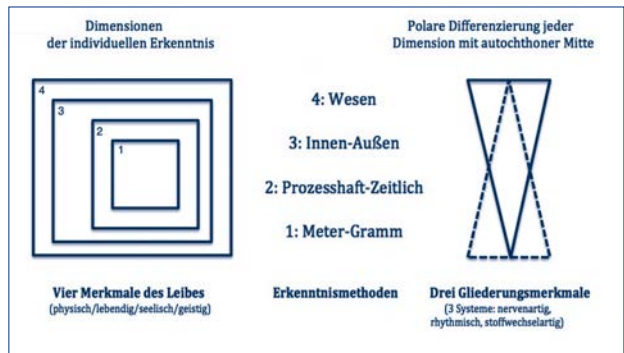 Dimensionen
der individuellen Erkenntnis
Polare Differenzierung jeder
Dimension mit autochthoner Mitte
4
3
2
1
4: Wesen
3: Innen-Außen
2: Prozesshaft-Zeitlich
1: Meter-Gramm
Vier Merkmale des Leibes
(physisch/lebendig/seelisch/geistig)
Erkenntnismethoden
Drei Gliederungsmerkmale
(3 Systeme: nervenartig,
rhythmisch, stoffwechselartig)